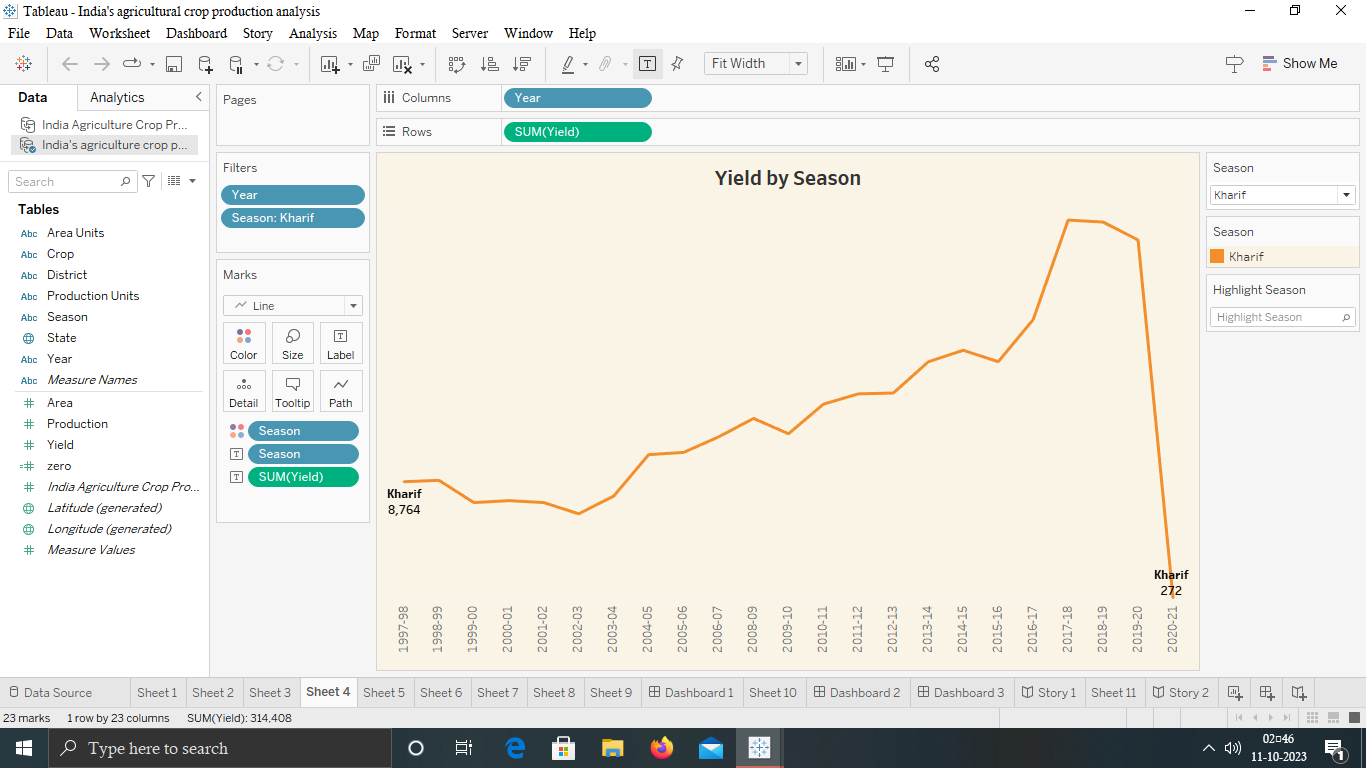 Tableau - India's agricultural crop production analysis
File Data Worksheet Dashboard Story Analysis Map Format Server Window Help
Fit Width
Show Me
Data Analytics
India Agriculture Crop Pr...
India's agriculture crop p...
Search
Tables
Abc Area Units
Abc Crop
Abc District
Abc Production Units
Abc Season
State
Abc Year
Abc Measure Names
# Area
# Production
# Yield
=# zero
# India Agriculture Crop Pro...
Latitude (generated)
Longitude (generated)
# Measure Values
Pages
Filters
Year
Season: Kharif
Marks
Line
Color Size Label
Detail Tooltip Path
Season
Season
SUM(Yield)
Columns Year
Rows SUM(Yield)
Yield by Season
Kharif
8,764
Kharif
272
1997-98
1998-99
1999-00
2000-01
2001-02
2002-03
2003-04
2004-05
2005-06
2006-07
2008-09
2009-10
2010-11
2011-12
2012-13
2013-14
2014-15
2015-16
2016-17
2017-18
2018-19
2019-20
2020-21
Season
Kharif
Season
Kharif
Highlight Season
Highlight Season
Data Source Sheet 1 Sheet 2 Sheet 3 Sheet 4 Sheet 5 Sheet 6 Sheet 7 Sheet 8 Sheet 9 Dashboard 1 Sheet 10 Dashboard 2 Dashboard 3 Story 1 Sheet 11 Story 2
23 marks 1 row by 23 columns SUM(Yield): 314,408
Type here to search
02:46
11-10-2023
1